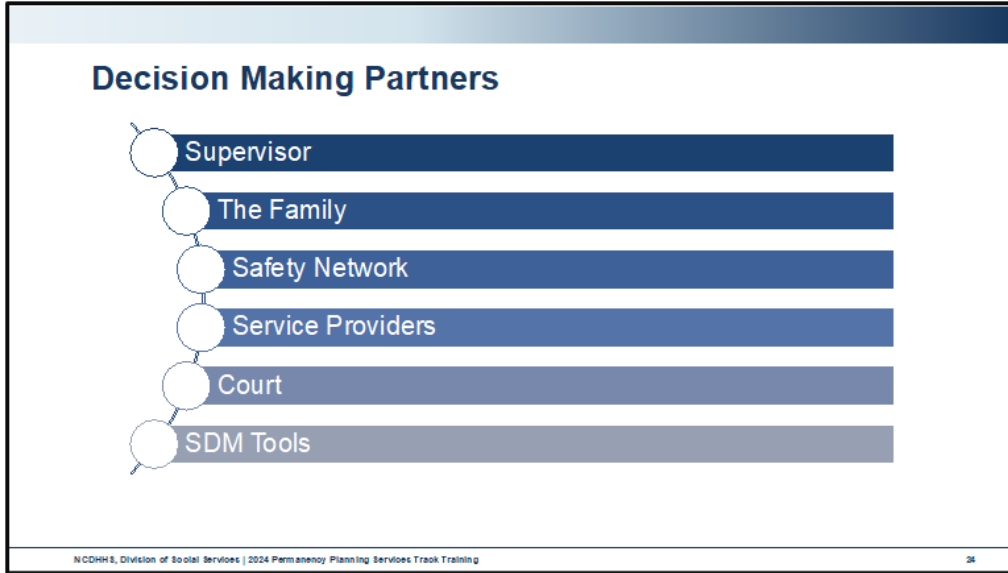 Decision Making Partners
Supervisor
The Family
Safety Network
Service Providers
Court
SDM Tools
NCDHHS, Division of Social Services | 2024 Permanency Planning Services Track Training
24